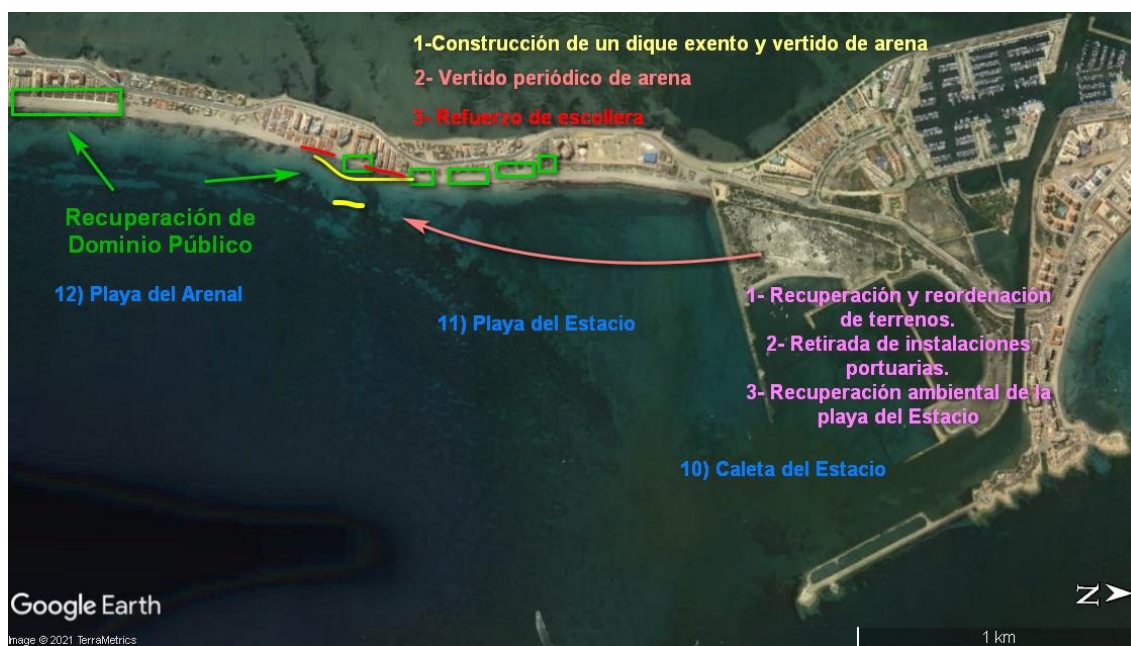 1-Construcción de un dique exento y vertido de arena
2- Vertido periódico de arena
3- Refuerzo de escollera
Recuperación de
Dominio Público
12) Playa del Arenal
11) Playa del Estacio
1- Recuperación y reordenación
de terrenos.
2- Retirada de instalaciones
portuarias.
3- Recuperación ambiental de la
playa del Estacio
10) Caleta del Estacio
Google Earth
Image © 2021 TerraMetrics
N
1 km